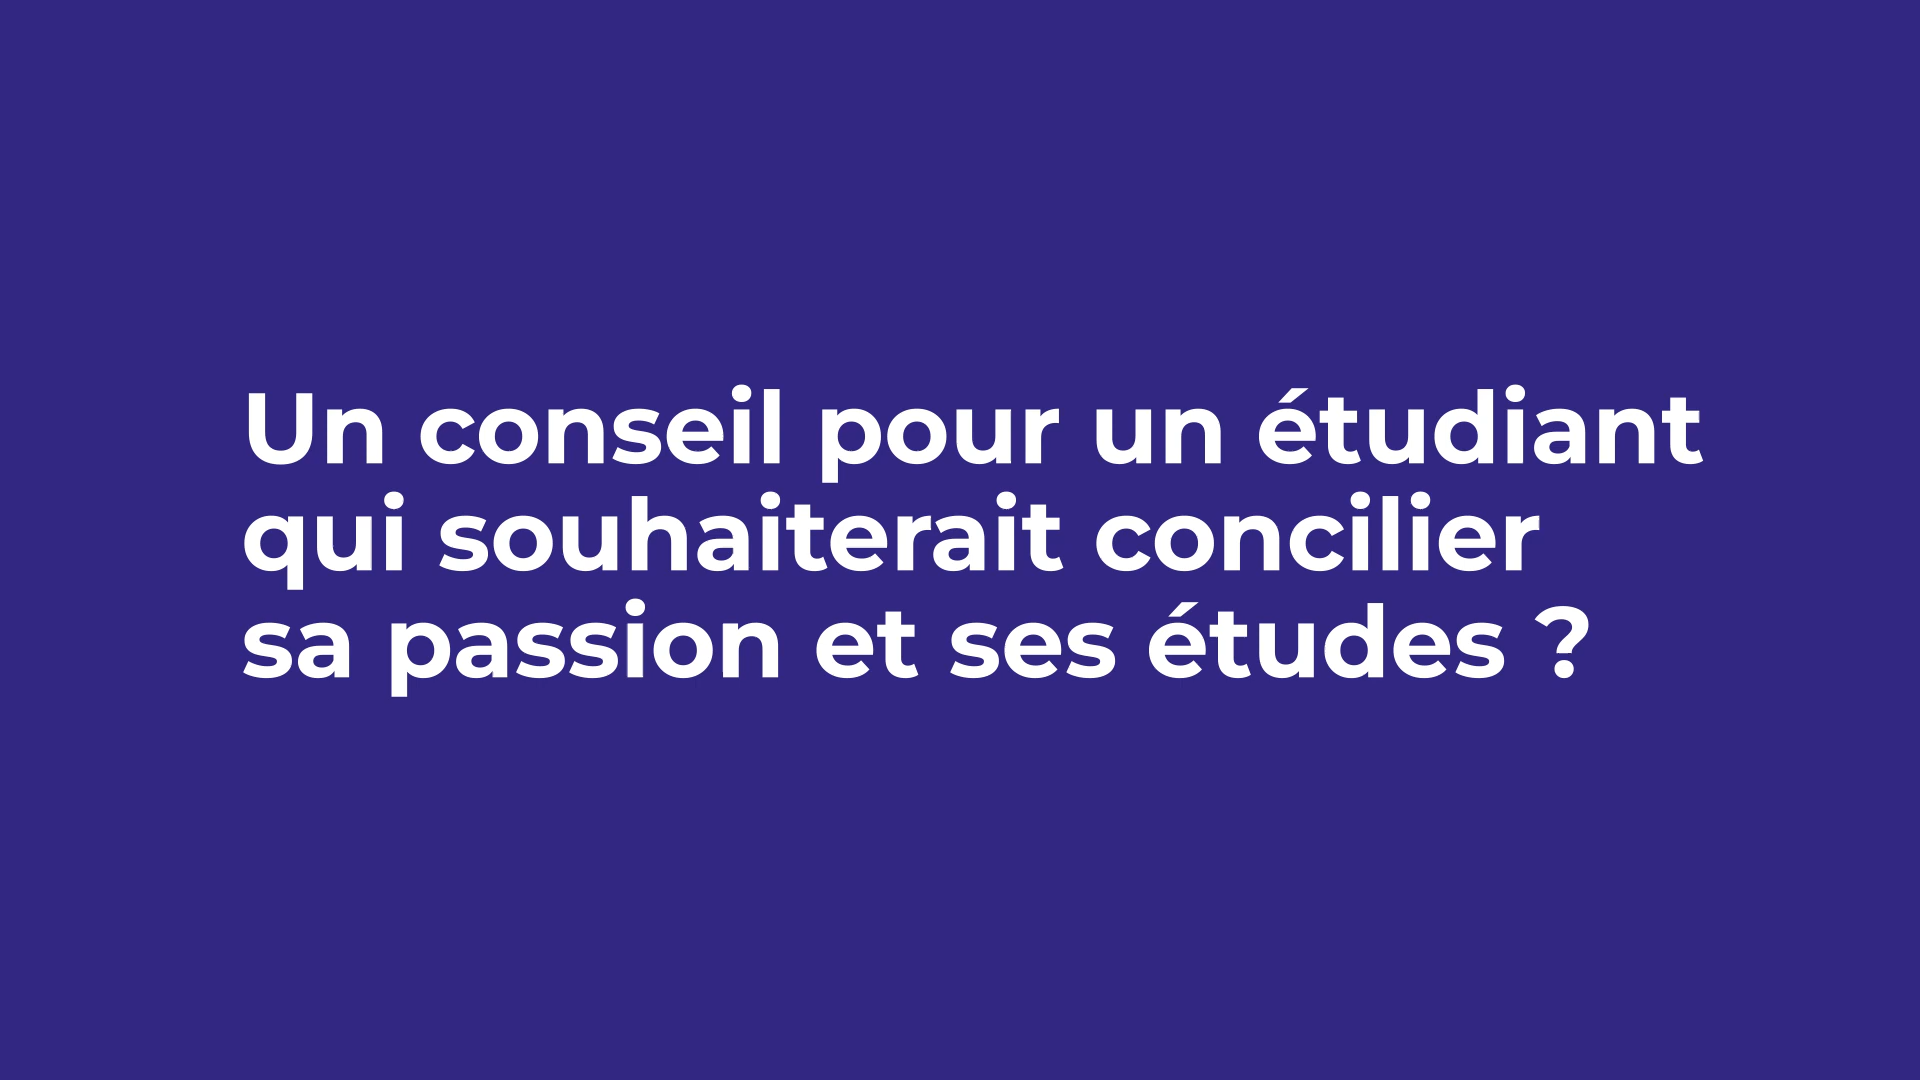 Un conseil pour un étudiant
qui souhaiterait concilier
sa passion et ses études ?